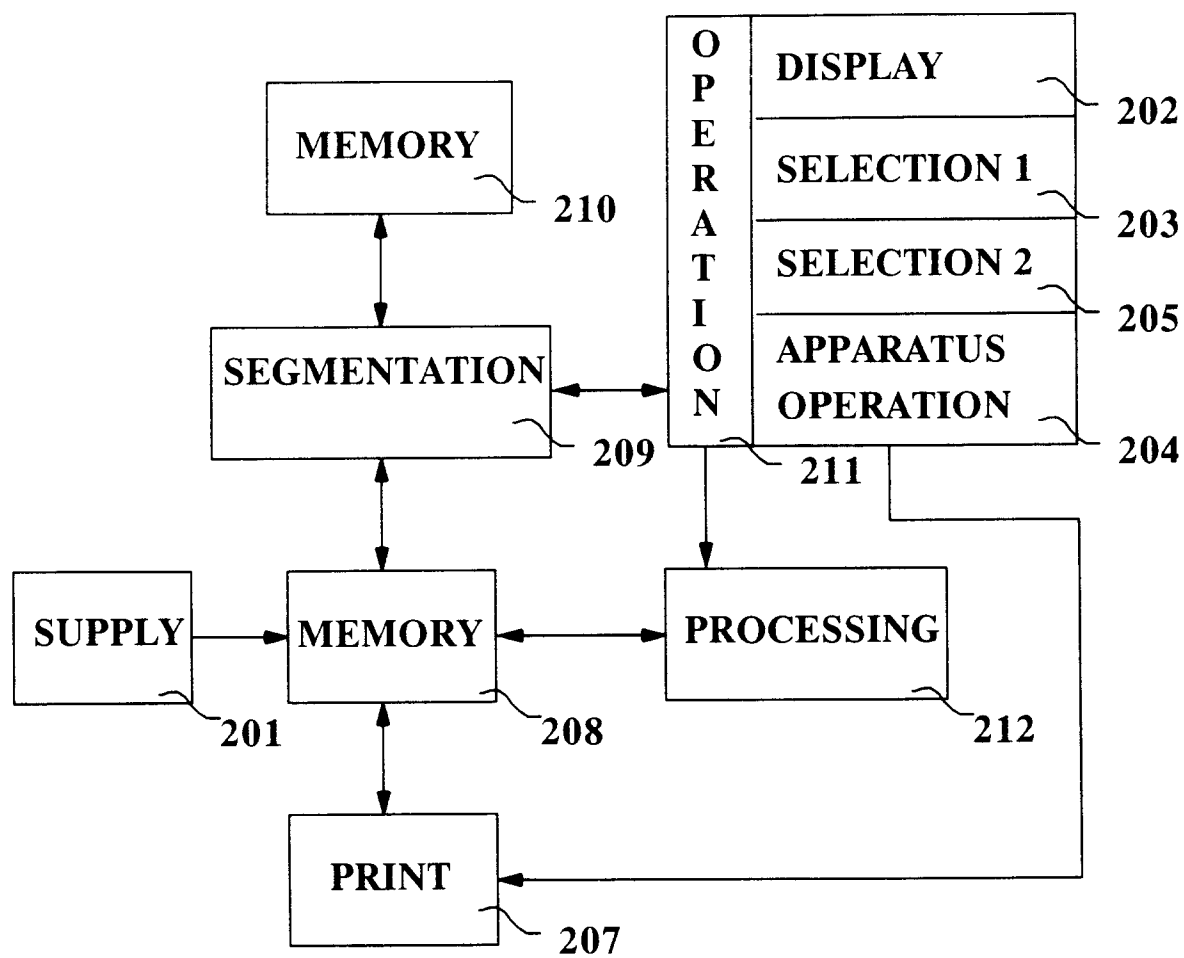 OPERATION
DISPLAY
202
MEMORY
210
SELECTION 1
203
SELECTION 2
205
SEGMENTATION
209
APPARATUS
OPERATION
204
211
SUPPLY
201
MEMORY
208
PROCESSING
212
PRINT
207